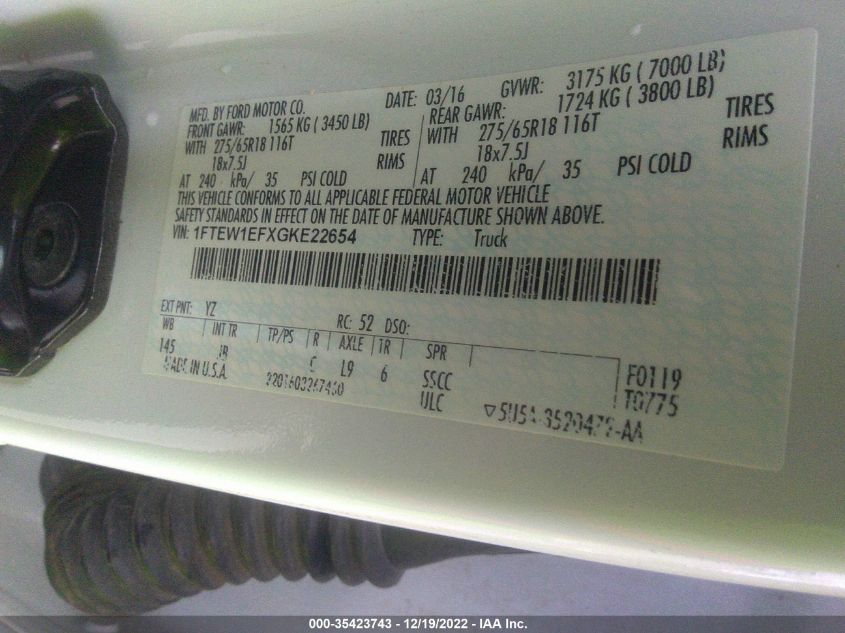 MFD. BY FORD MOTOR CO.
DATE: 03/16 GVWR: 3175 KG ( 7000 LB)
FRONT GAWR: 1565 KG ( 3450 LB)
REAR GAWR: 1724 KG ( 3800 LB)
WITH 275/65R18 116T TIRES
WITH 275/65R18 116T TIRES
18x7.5J RIMS
18x7.5J RIMS
AT 240 kPa/ 35 PSI COLD
AT 240 kPa/ 35 PSI COLD
THIS VEHICLE CONFORMS TO ALL APPLICABLE FEDERAL MOTOR VEHICLE
SAFETY STANDARDS IN EFFECT ON THE DATE OF MANUFACTURE SHOWN ABOVE.
VIN: 1FTEW1EFXGKE22654 TYPE: Truck
EXT PNT: YZ RC: 52 DSO:
WB INT TR TP/PS R AXLE TR SPR
145 C L9 6 SSCC
MADE IN U.S.A. ULC
F0119
T0775
000-35423743 - 12/19/2022 - IAA Inc.